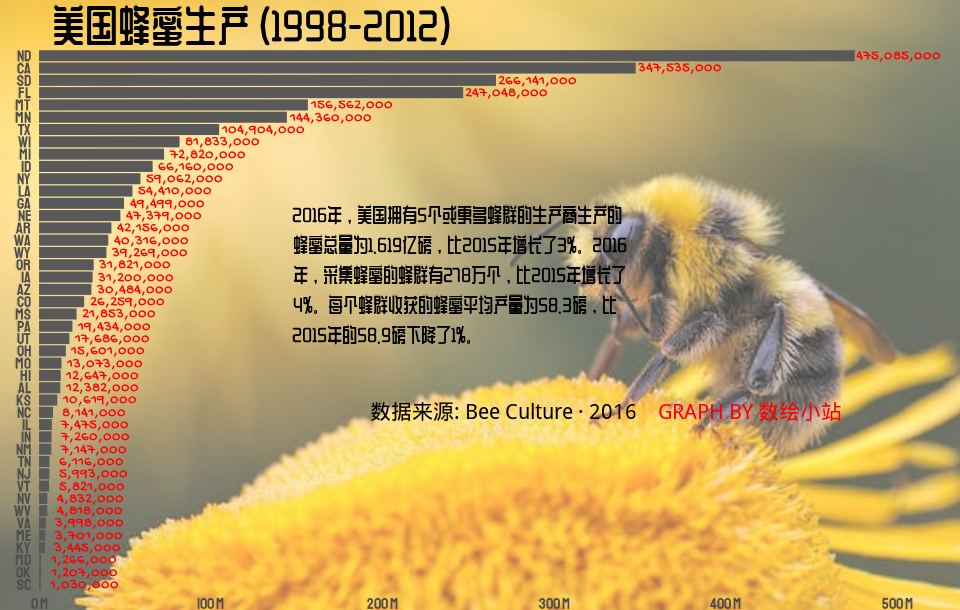 美国蜂蜜生产 (1998-2012)
ND 475,085,000
CA 347,535,000
SD 266,141,000
FL 247,048,000
MT 156,562,000
MN 144,360,000
TX 104,904,000
WI 81,833,000
MI 72,820,000
ID 66,160,000
NY 59,062,000
LA 54,410,000
GA 49,499,000
NE 47,379,000
AR 42,156,000
WA 40,316,000
WY 39,269,000
OR 31,821,000
IA 31,200,000
AZ 30,484,000
CO 26,259,000
MS 21,853,000
PA 19,434,000
UT 17,686,000
OH 15,601,000
MO 13,073,000
HI 12,647,000
AL 12,382,000
KS 10,619,000
NC 8,141,000
IL 7,475,000
IN 7,260,000
NM 7,147,000
TN 6,116,000
NJ 5,993,000
VT 5,821,000
NV 4,832,000
WV 4,818,000
VA 3,998,000
ME 3,701,000
KY 3,445,000
MD 1,266,000
OK 1,207,000
SC 1,030,000
0M 100M 200M 300M 400M 500M
2016年，美国拥有5个或更多蜂群的生产商生产的
蜂蜜总量为1.619亿磅，比2015年增长了3%。2016
年，采集蜂蜜的蜂群有278万个，比2015年增长了
4%。每个蜂群收获的蜂蜜平均产量为58.3磅，比
2015年的58.9磅下降了1%。
数据来源: Bee Culture · 2016 GRAPH BY 数绘小站